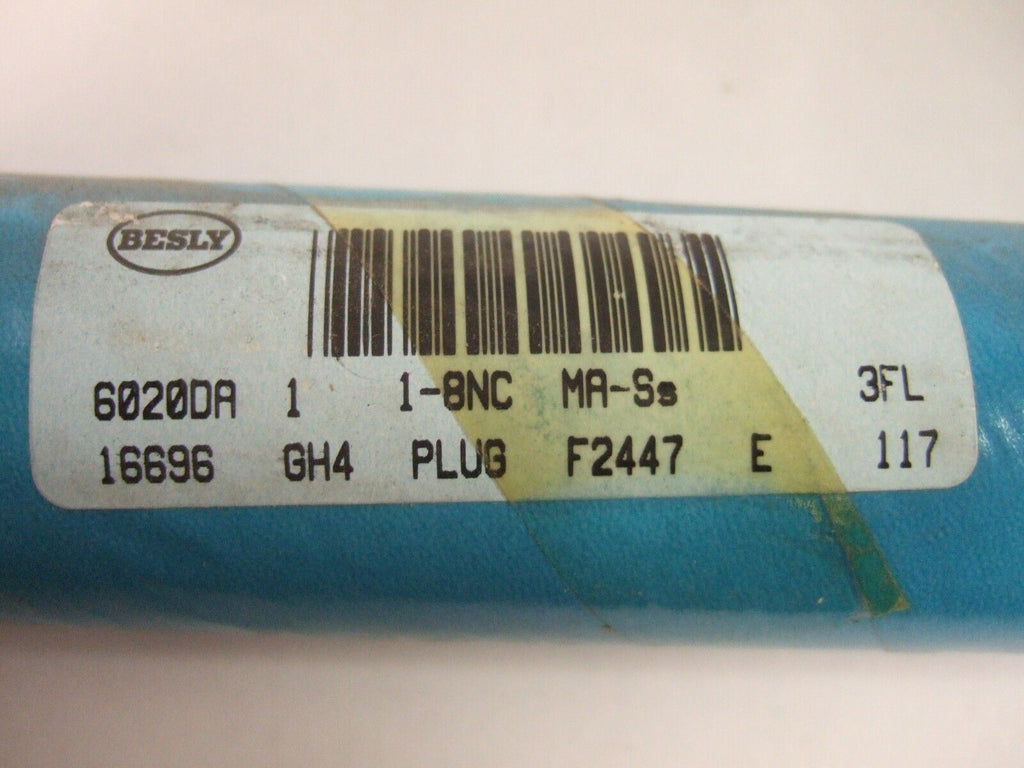 BESLY
6020DA 1 1-8NC MA-Ss 3FL
16696 GH4 PLUG F2447 E 117